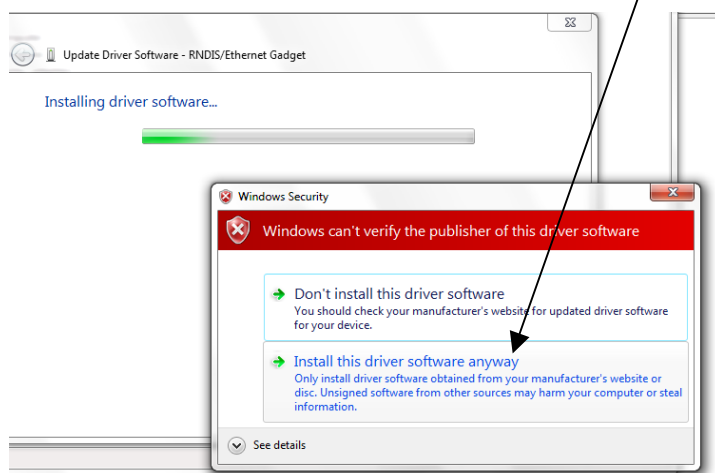 Update Driver Software - RNDIS/Ethernet Gadget
Installing driver software...
Windows Security
Windows can't verify the publisher of this driver software
Don't install this driver software
You should check your manufacturer's website for updated driver software
for your device.
Install this driver software anyway
Only install driver software obtained from your manufacturer's website or
disc. Unsigned software from other sources may harm your computer or steal
information.
See details